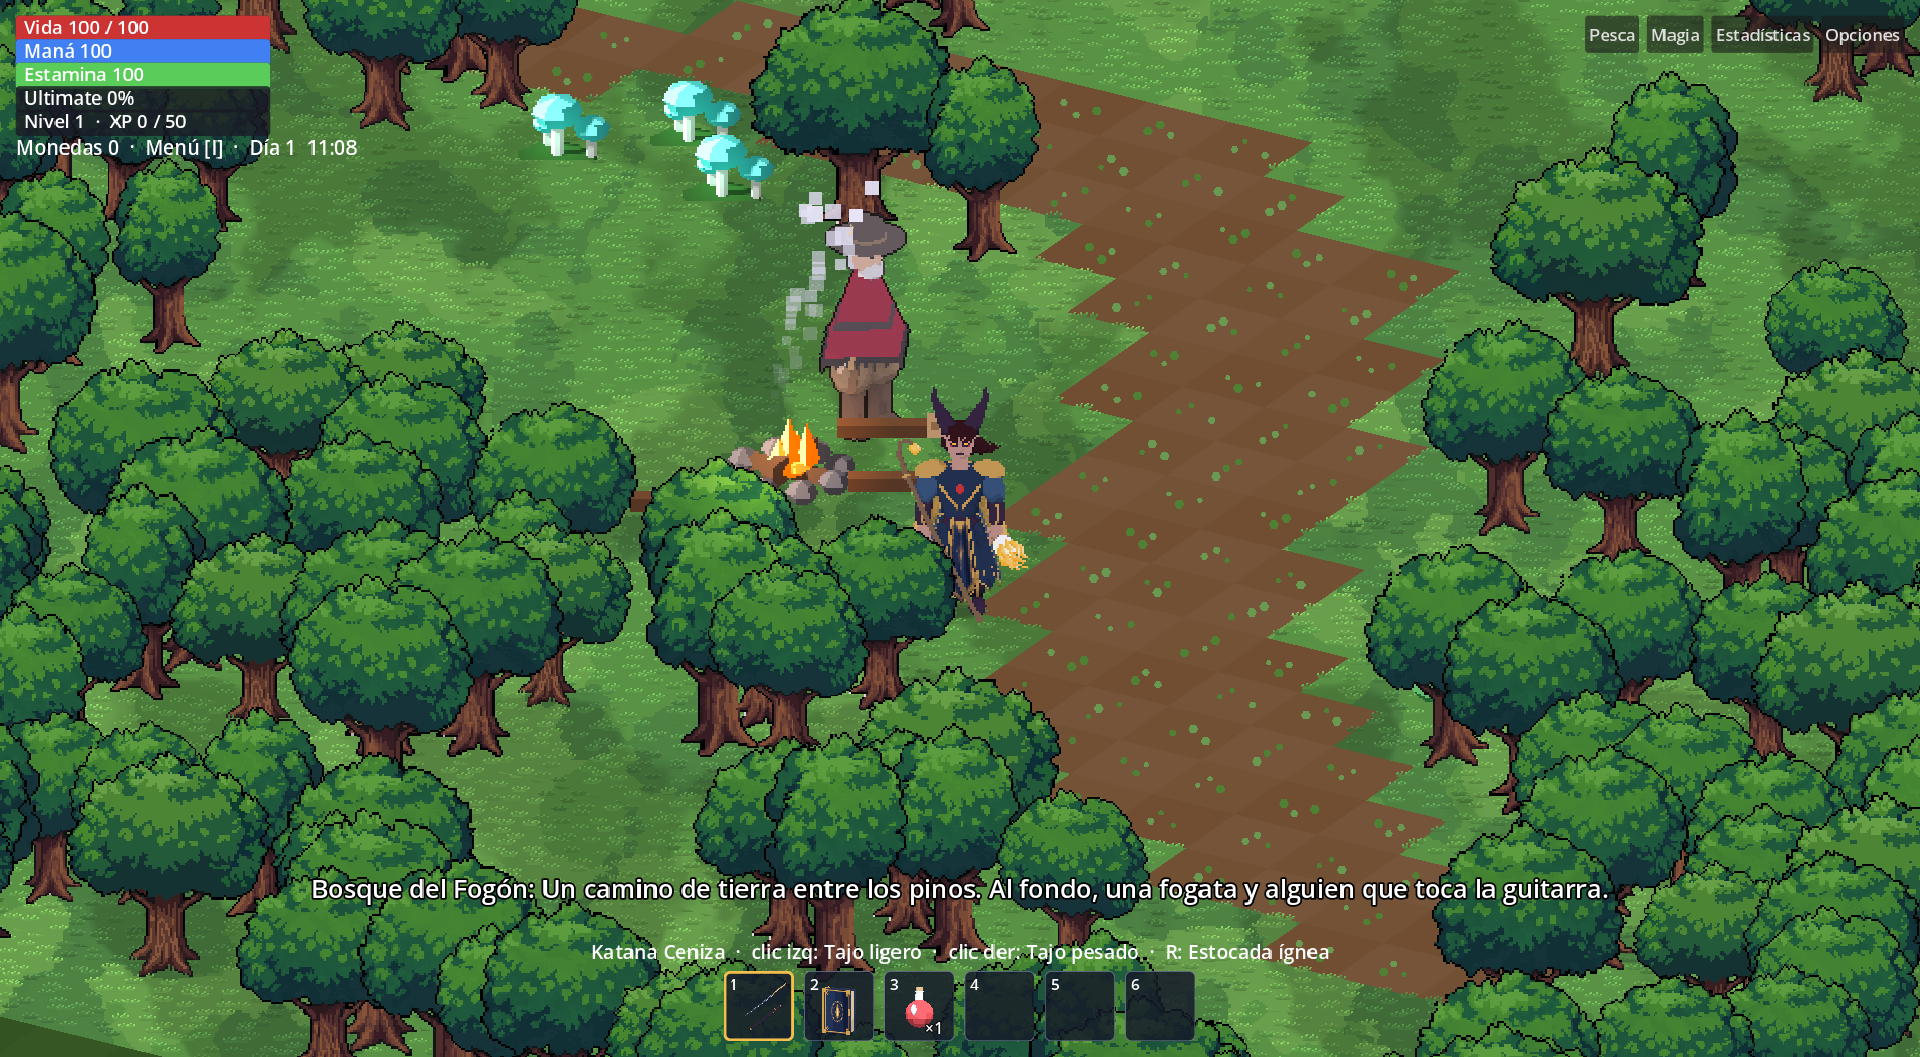 Vida 100 / 100
Maná 100
Estamina 100
Ultimate 0%
Nivel 1 · XP 0 / 50
Monedas 0 · Menú [I] · Día 1 11:08
Pesca Magia Estadísticas Opciones
Bosque del Fogón: Un camino de tierra entre los pinos. Al fondo, una fogata y alguien que toca la guitarra.
Katana Ceniza · clic izq: Tajo ligero · clic der: Tajo pesado · R: Estocada ígnea
1 2 3 4 5 6
×1